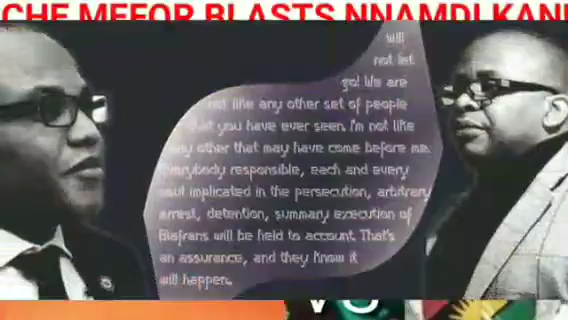 CHE MEFOR BLASTS NNAMDI KANU
will
not let
go! We are
not like any other set of people
that you have ever seen. I'm not like
any other that may have come before me.
Everybody responsible, each and every
soul implicated in the persecution, arbitrary
arrest, detention, summary execution of
Biafrans will be held to account. That's
an assurance, and they know it
will happen.
VS